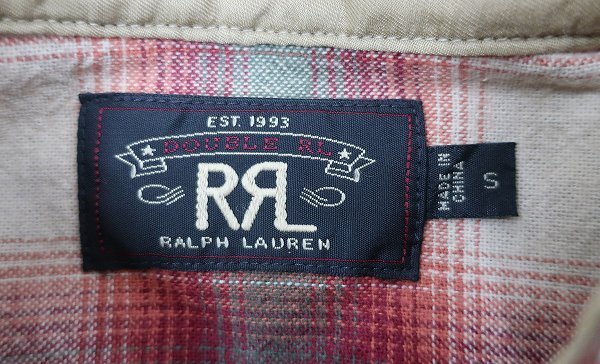 EST. 1993
DOUBLE RL
RRL
RALPH LAUREN
MADE IN
CHINA
S